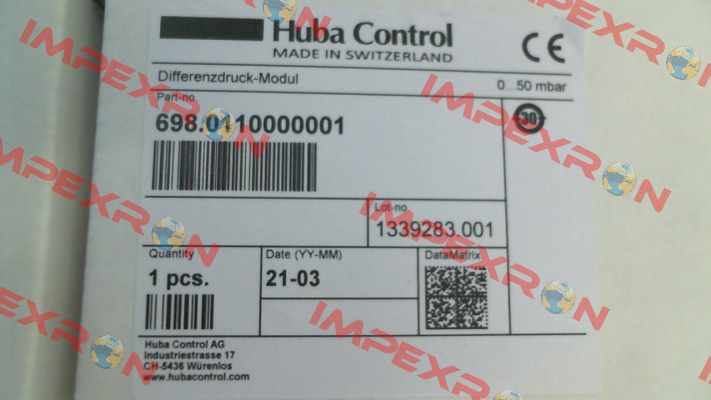 Huba Control
MADE IN SWITZERLAND
CE
Differenzdruck-Modul
0...50 mbar
Part-no.
698.0110000001
30
Lot-no.
1339283.001
Quantity
1 pcs.
Date (YY-MM)
21-03
DataMatrix
Huba Control AG
Industriestrasse 17
CH-5436 Würenlos
www.hubacontrol.com
IMPEXRON
IMPEXRON
IMPEXRON
IMPEXRON
IMPEXRON
IMPEXRON